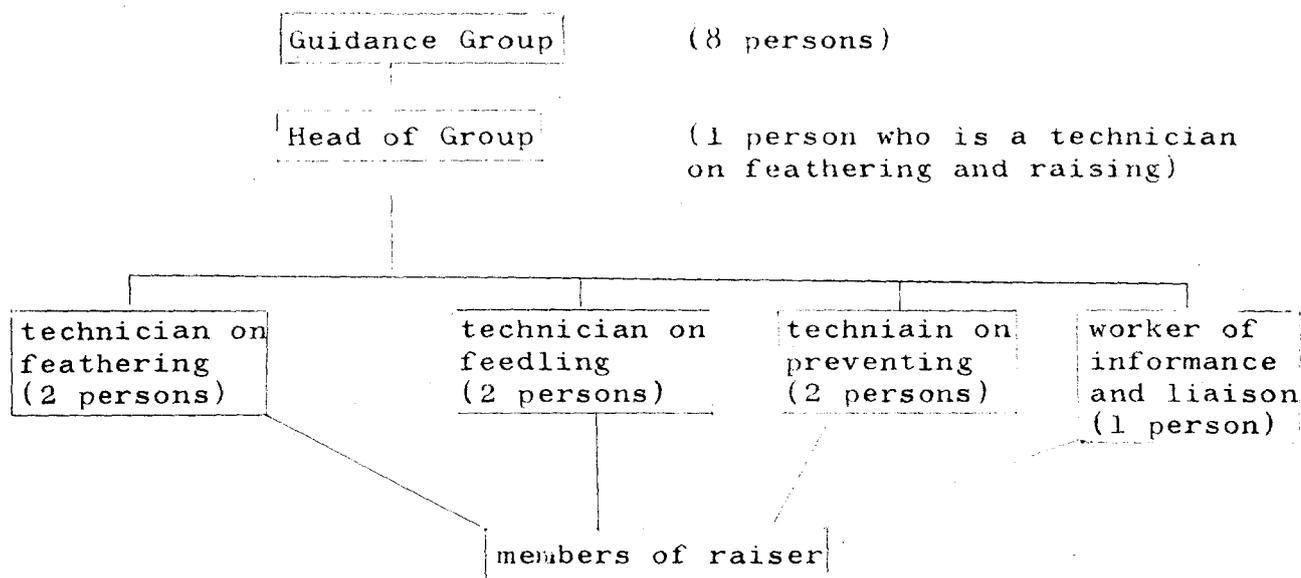 Guidance Group (8 persons)
Head of Group (1 person who is a technician
on feathering and raising)
technician on
feathering
(2 persons)
technician on
feedling
(2 persons)
techniain on
preventing
(2 persons)
worker of
informance
and liaison
(1 person)
members of raiser